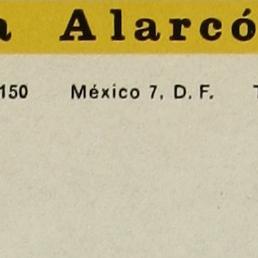 a Alarcó
150 México 7, D. F.